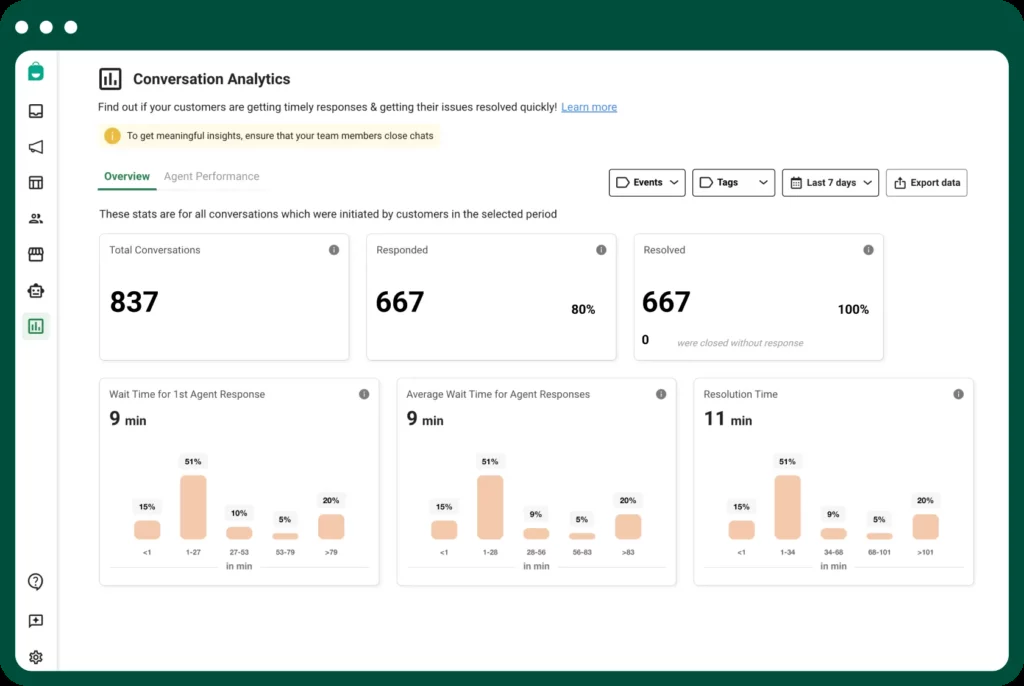 Conversation Analytics
Find out if your customers are getting timely responses & getting their issues resolved quickly! Learn more
To get meaningful insights, ensure that your team members close chats
Overview Agent Performance
Events Tags Last 7 days Export data
These stats are for all conversations which were initiated by customers in the selected period
Total Conversations
837
Responded
667 80%
Resolved
667 100%
0 were closed without response
Wait Time for 1st Agent Response
9 min
15% 51% 10% 5% 20%
<1 1-27 27-53 53-79 >79
in min
Average Wait Time for Agent Responses
9 min
15% 51% 9% 5% 20%
<1 1-28 28-56 56-83 >83
in min
Resolution Time
11 min
15% 51% 9% 5% 20%
<1 1-34 34-68 68-101 >101
in min